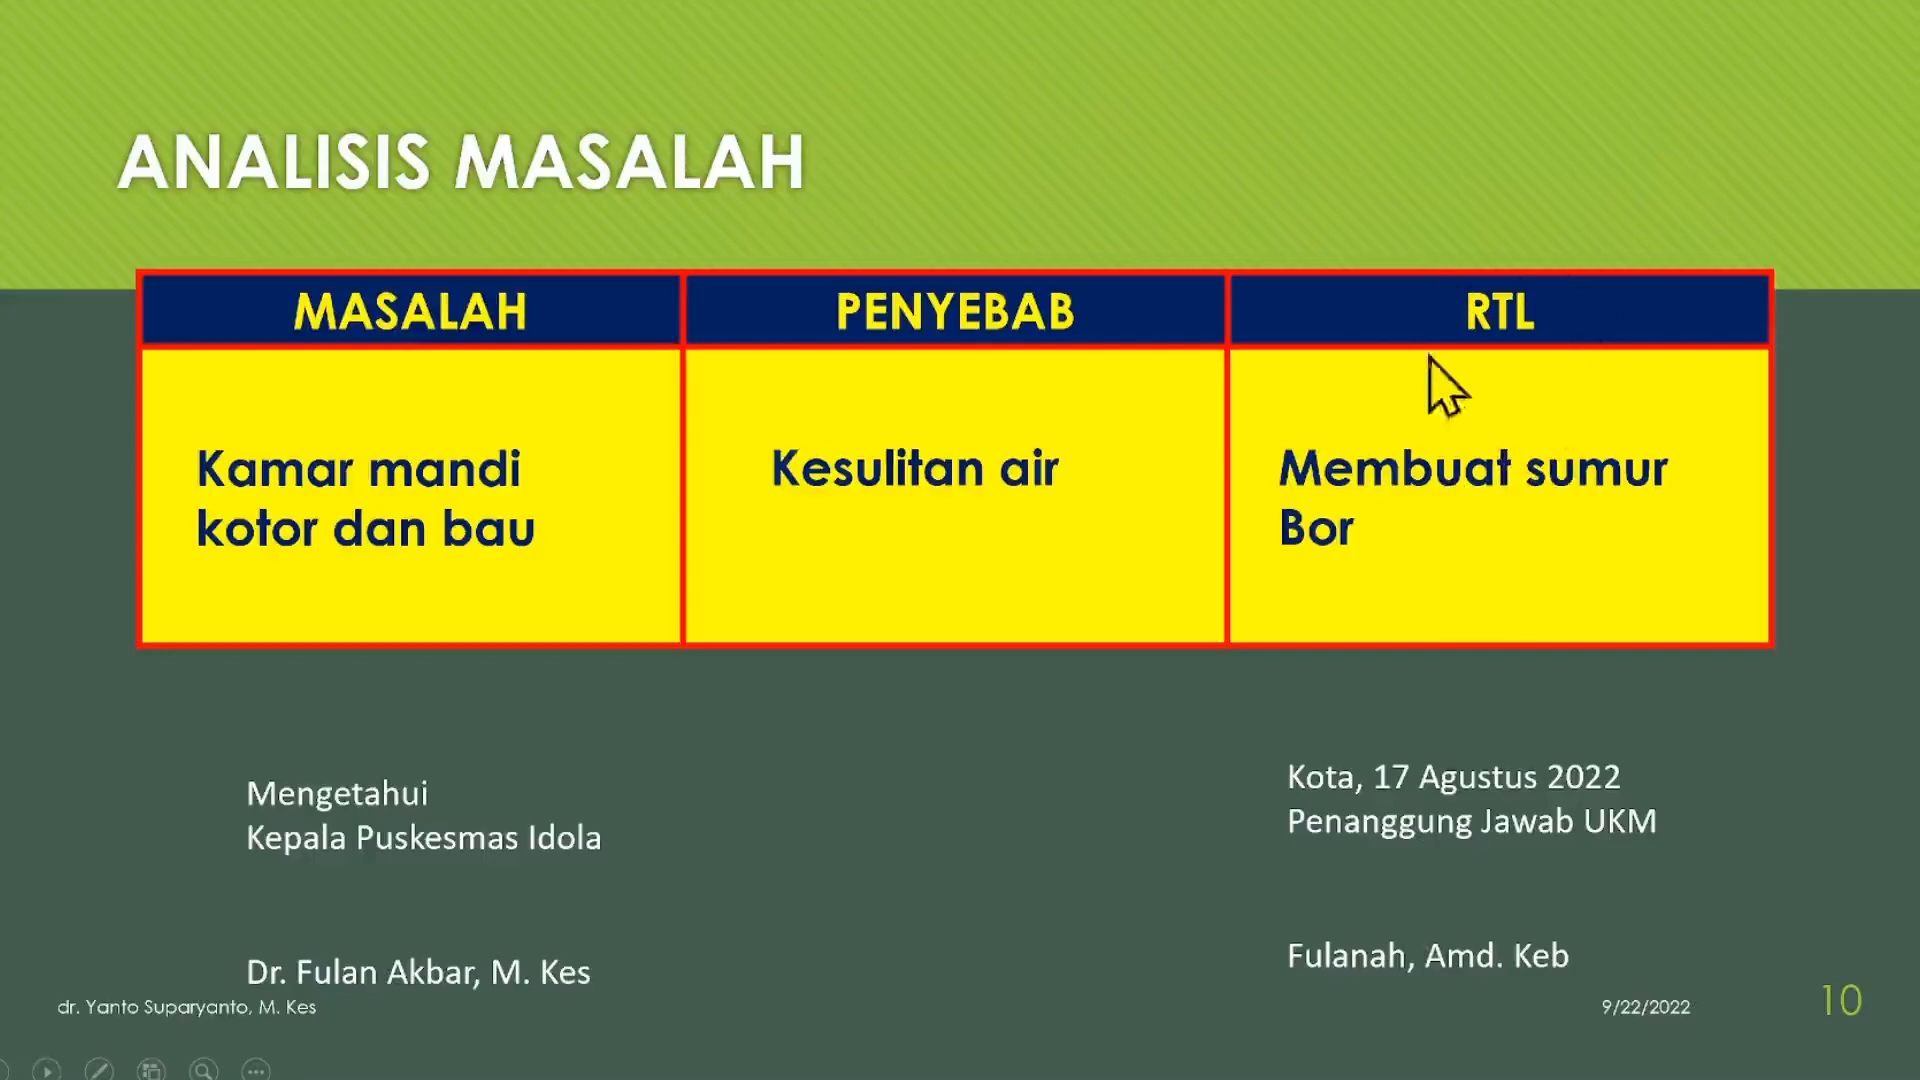 ANALISIS MASALAH
MASALAH
PENYEBAB
RTL
Kamar mandi
kotor dan bau
Kesulitan air
Membuat sumur
Bor
Mengetahui
Kepala Puskesmas Idola
Dr. Fulan Akbar, M. Kes
Kota, 17 Agustus 2022
Penanggung Jawab UKM
Fulanah, Amd. Keb
dr. Yanto Suparyanto, M. Kes
9/22/2022
10